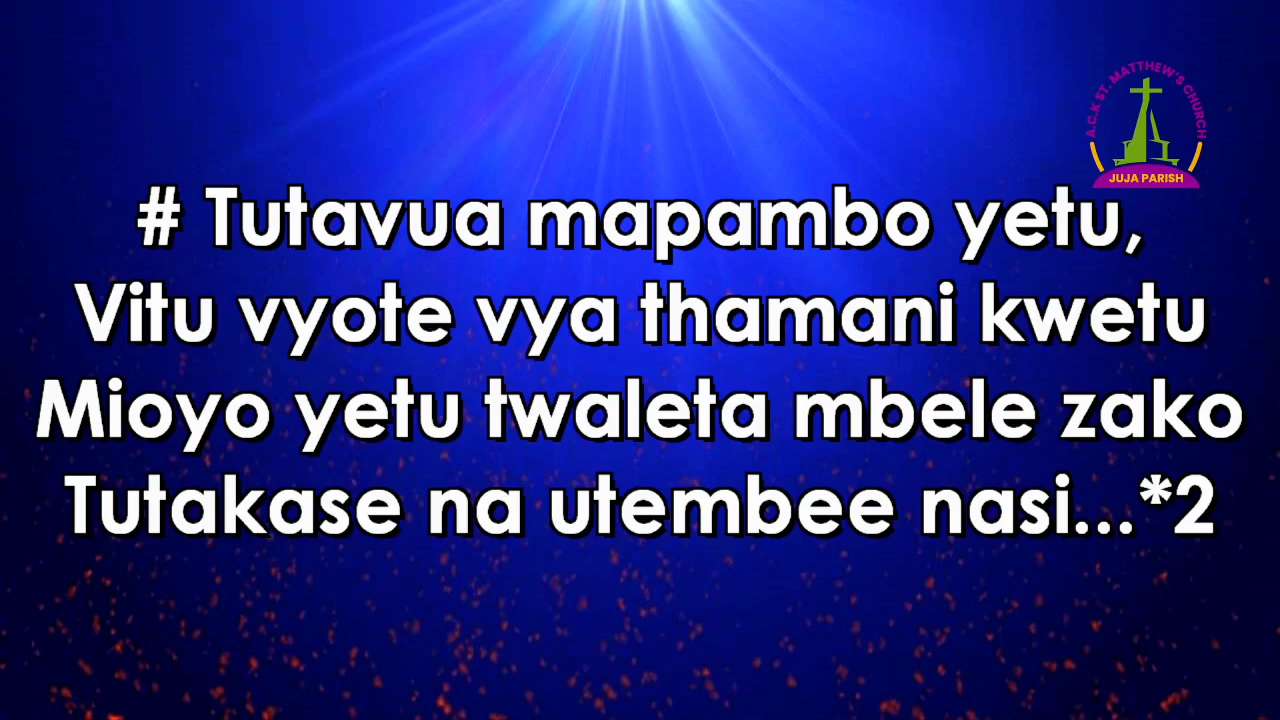 A.C.K ST. MATTHEW'S CHURCH
JUJA PARISH
# Tutavua mapambo yetu,
Vitu vyote vya thamani kwetu
Mioyo yetu twaleta mbele zako
Tutakase na utembee nasi...*2